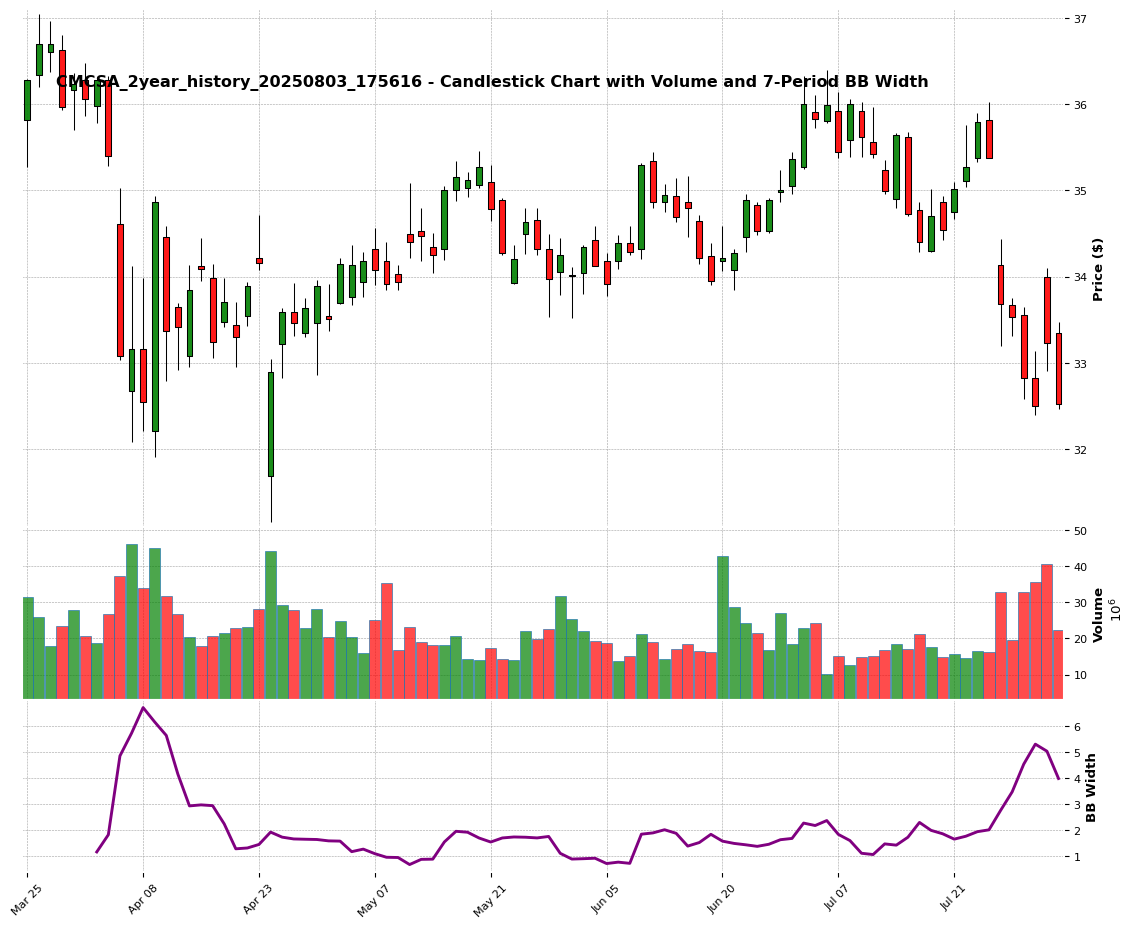 37
CMCSA_2year_history_20250803_175616 - Candlestick Chart with Volume and 7-Period BB Width
36
35
34
33
32
Price ($)
50
40
30
20
10
Volume
10^6
6
5
4
3
2
1
BB Width
Mar 25
Apr 08
Apr 23
May 07
May 21
Jun 05
Jun 20
Jul 07
Jul 21